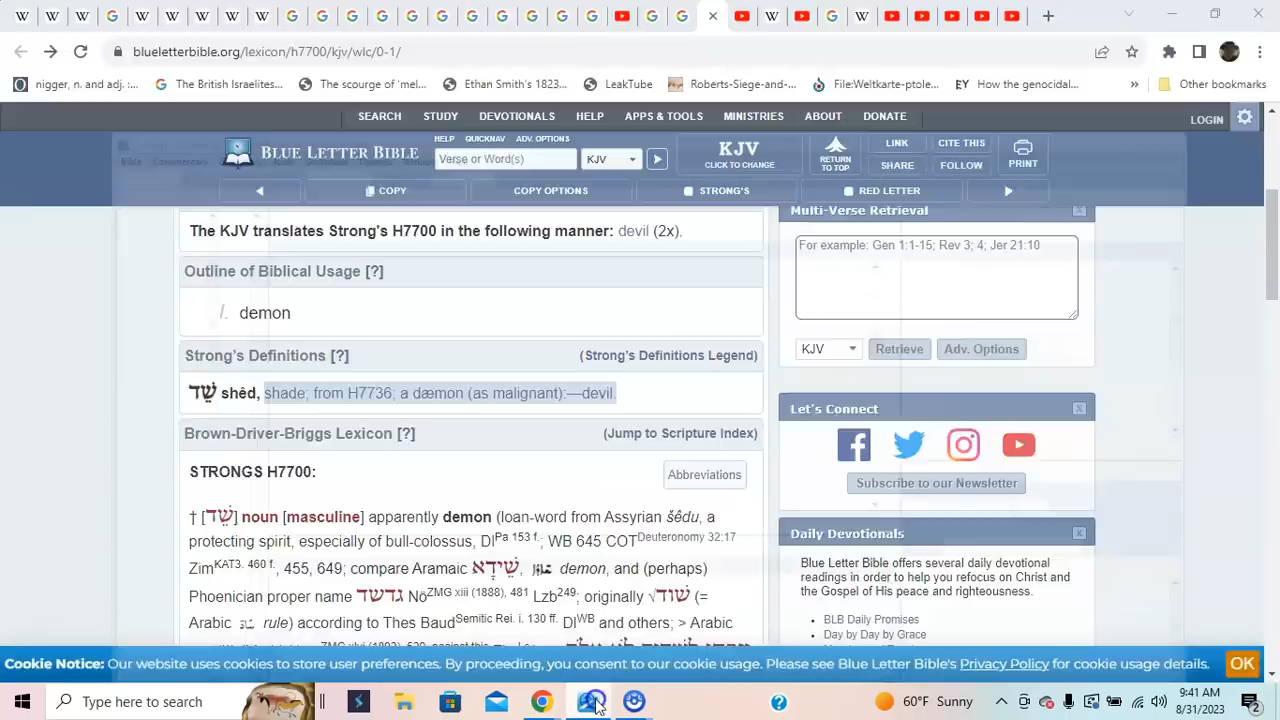 blueletterbible.org/lexicon/h7700/kjv/wlc/0-1/
nigger, n. and adj. :...
The British Israelites...
The scourge of 'mel...
Ethan Smith's 1823...
LeakTube
Roberts-Siege-and-...
File:Weltkarte-ptole...
EY How the genocidal...
»
Other bookmarks
SEARCH STUDY DEVOTIONALS HELP APPS & TOOLS MINISTRIES ABOUT DONATE LOGIN
BLUE LETTER BIBLE
HELP QUICKNAV ADV. OPTIONS
Verse or Word(s) KJV
KJV
CLICK TO CHANGE
RETURN
TO TOP
LINK CITE THIS
SHARE FOLLOW
PRINT
COPY COPY OPTIONS STRONG'S RED LETTER
The KJV translates Strong's H7700 in the following manner: devil (2x).
Outline of Biblical Usage [?]
I. demon
Strong's Definitions [?] (Strong's Definitions Legend)
שֵׁד shêd, shade; from H7736; a dæmon (as malignant):—devil.
Brown-Driver-Briggs Lexicon [?] (Jump to Scripture Index)
STRONGS H7700:
Abbreviations
† [שֵׁד] noun [masculine] apparently demon (loan-word from Assyrian šêdu, a
protecting spirit, especially of bull-colossus, Dl Pa 153 f.; WB 645 COT Deuteronomy 32:17
Zim KAT3. 460 f., 455, 649; compare Aramaic שֵׁידָא, demon, and (perhaps)
Phoenician proper name גדשד Nö ZMG xlii (1888), 481 Lzb 249; originally √שׁוד (=
Arabic rule) according to Thes Baud Semitic Rei. i. 130 ff. Dl WB and others; > Arabic
Multi-Verse Retrieval
For example: Gen 1:1-15; Rev 3; 4; Jer 21:10
KJV Retrieve Adv. Options
Let's Connect
Subscribe to our Newsletter
Daily Devotionals
Blue Letter Bible offers several daily devotional
readings in order to help you refocus on Christ and
the Gospel of His peace and righteousness.
BLB Daily Promises
Day by Day by Grace
Cookie Notice: Our website uses cookies to store user preferences. By proceeding, you consent to our cookie usage. Please see Blue Letter Bible's Privacy Policy for cookie usage details. OK
Type here to search
60°F Sunny
9:41 AM
8/31/2023
2